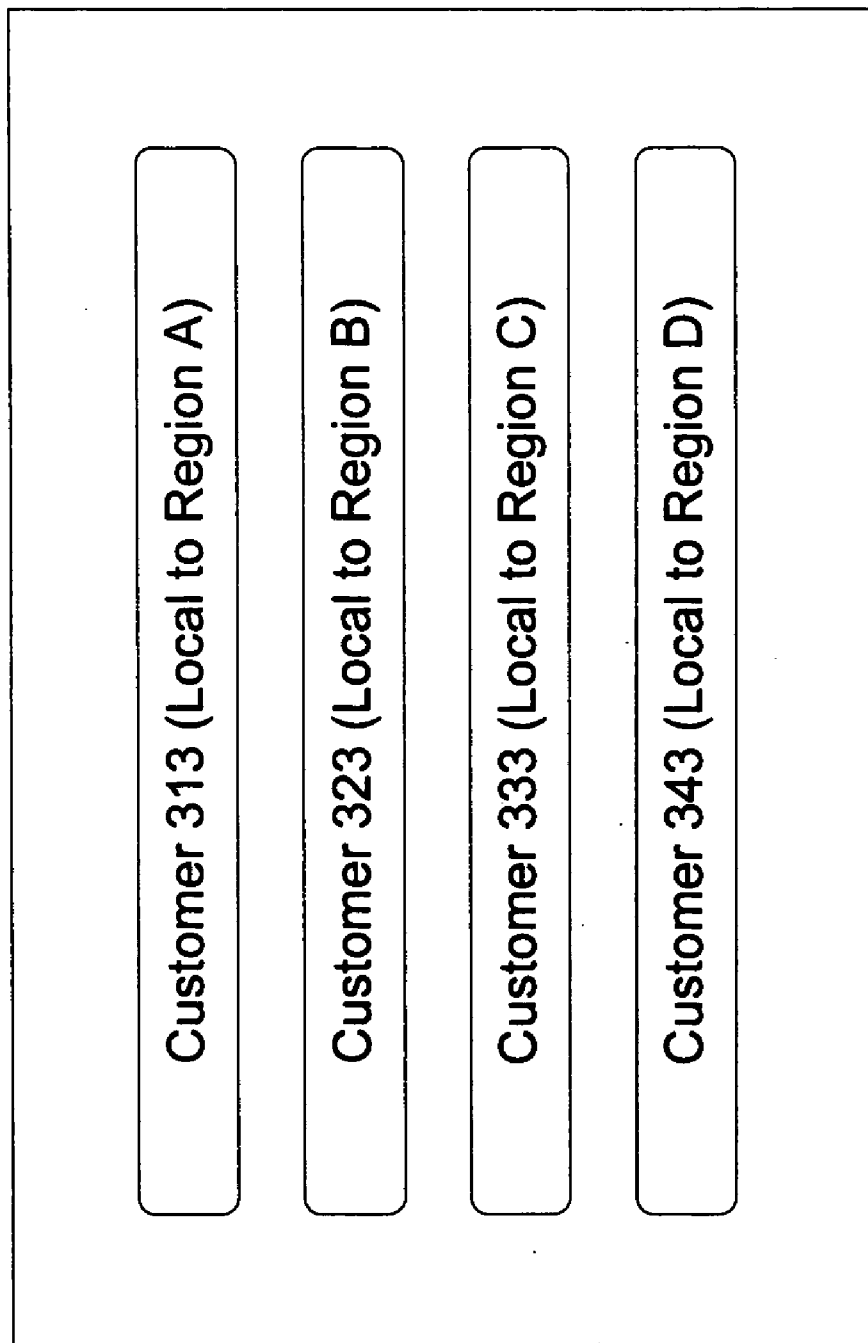 Customer 313 (Local to Region A)
Customer 323 (Local to Region B)
Customer 333 (Local to Region C)
Customer 343 (Local to Region D)